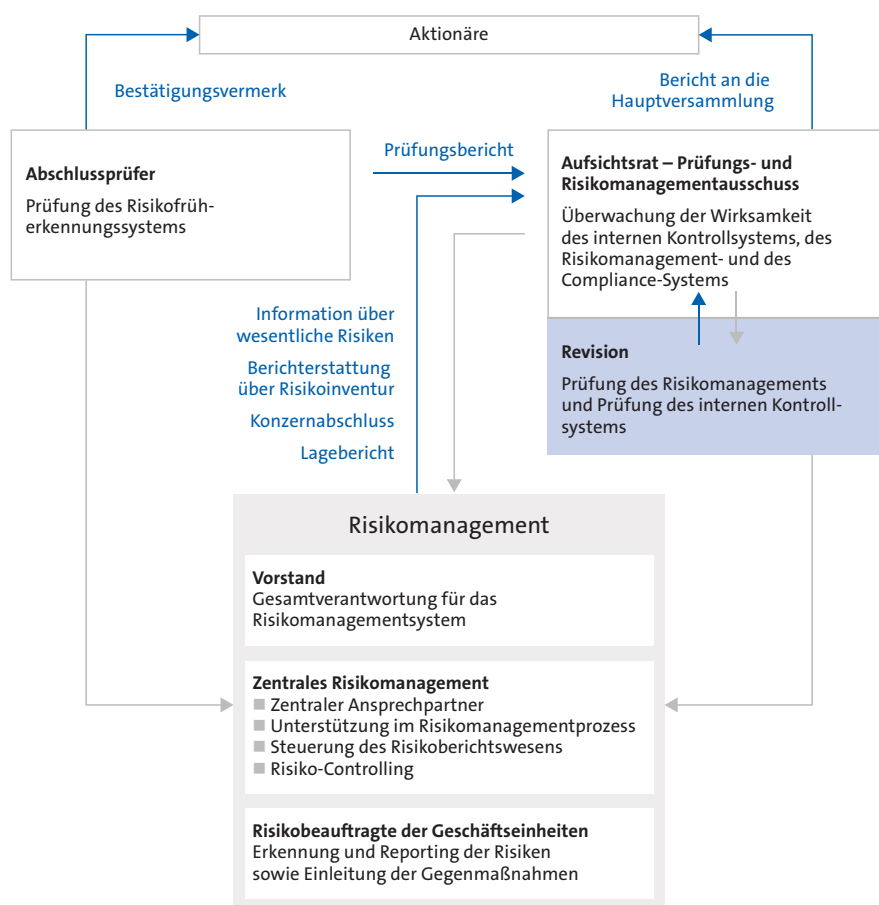 Aktionäre
Bestätigungsvermerk
Bericht an die
Hauptversammlung
Abschlussprüfer
Prüfung des Risikofrüh-
erkennungssystems
Prüfungsbericht
Aufsichtsrat – Prüfungs- und
Risikomanagementausschuss
Überwachung der Wirksamkeit
des internen Kontrollsystems, des
Risikomanagement- und des
Compliance-Systems
Revision
Prüfung des Risikomanagements
und Prüfung des internen Kontroll-
systems
Information über
wesentliche Risiken
Berichterstattung
über Risikoinventur
Konzernabschluss
Lagebericht
Risikomanagement
Vorstand
Gesamtverantwortung für das
Risikomanagementsystem
Zentrales Risikomanagement
Zentraler Ansprechpartner
Unterstützung im Risikomanagementprozess
Steuerung des Risikoberichtswesens
Risiko-Controlling
Risikobeauftragte der Geschäftseinheiten
Erkennung und Reporting der Risiken
sowie Einleitung der Gegenmaßnahmen